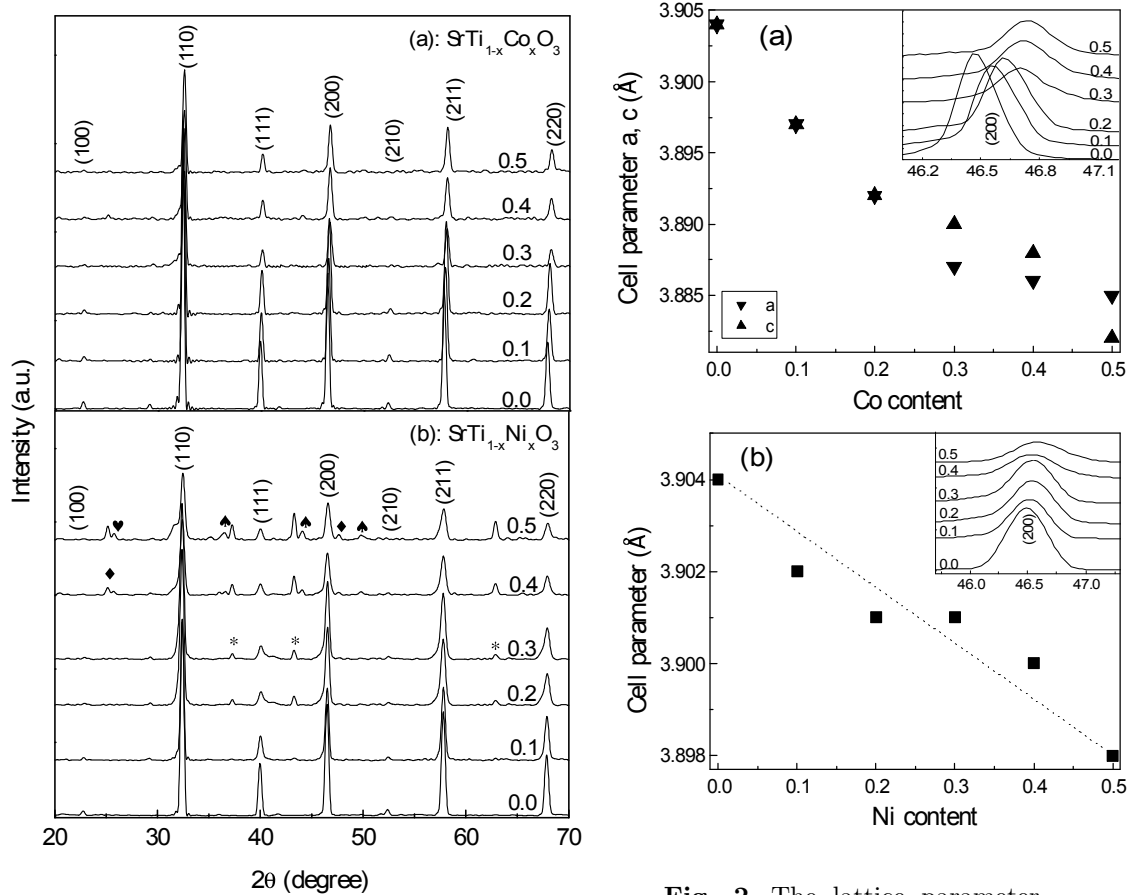 (a): SrTi1-xCoxO3
(100)
(110)
(111)
(200)
(210)
(211)
(220)
0.5
0.4
0.3
0.2
0.1
0.0
(b): SrTi1-xNixO3
(100)
(110)
(111)
(200)
(210)
(211)
(220)
♥ ♠ ♠ ♦ ♠
0.5
♦
0.4
* * *
0.3
0.2
0.1
0.0
20 30 40 50 60 70
2θ (degree)
Intensity (a.u.)
(a)
3.905
3.900
3.895
3.890
3.885
Cell parameter a, c (Å)
0.5
0.4
0.3
0.2
0.1
0.0
(200)
46.2 46.5 46.8 47.1
▼ a
▲ c
0.0 0.1 0.2 0.3 0.4 0.5
Co content
(b)
3.904
3.902
3.900
3.898
Cell parameter (Å)
0.5
0.4
0.3
0.2
0.1
0.0
(200)
46.0 46.5 47.0
0.0 0.1 0.2 0.3 0.4 0.5
Ni content
Fig. 2. The lattice parameter